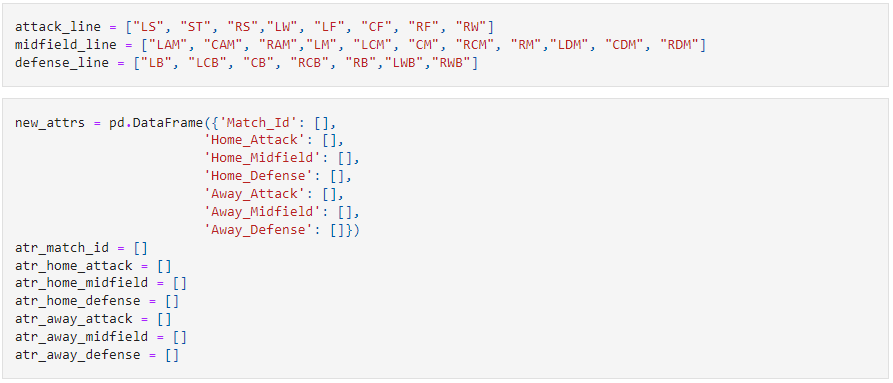 attack_line = ["LS", "ST", "RS","LW", "LF", "CF", "RF", "RW"]
midfield_line = ["LAM", "CAM", "RAM","LM", "LCM", "CM", "RCM", "RM","LDM", "CDM", "RDM"]
defense_line = ["LB", "LCB", "CB", "RCB", "RB","LWB","RWB"]
new_attrs = pd.DataFrame({'Match_Id': [],
'Home_Attack': [],
'Home_Midfield': [],
'Home_Defense': [],
'Away_Attack': [],
'Away_Midfield': [],
'Away_Defense': []})
atr_match_id = []
atr_home_attack = []
atr_home_midfield = []
atr_home_defense = []
atr_away_attack = []
atr_away_midfield = []
atr_away_defense = []